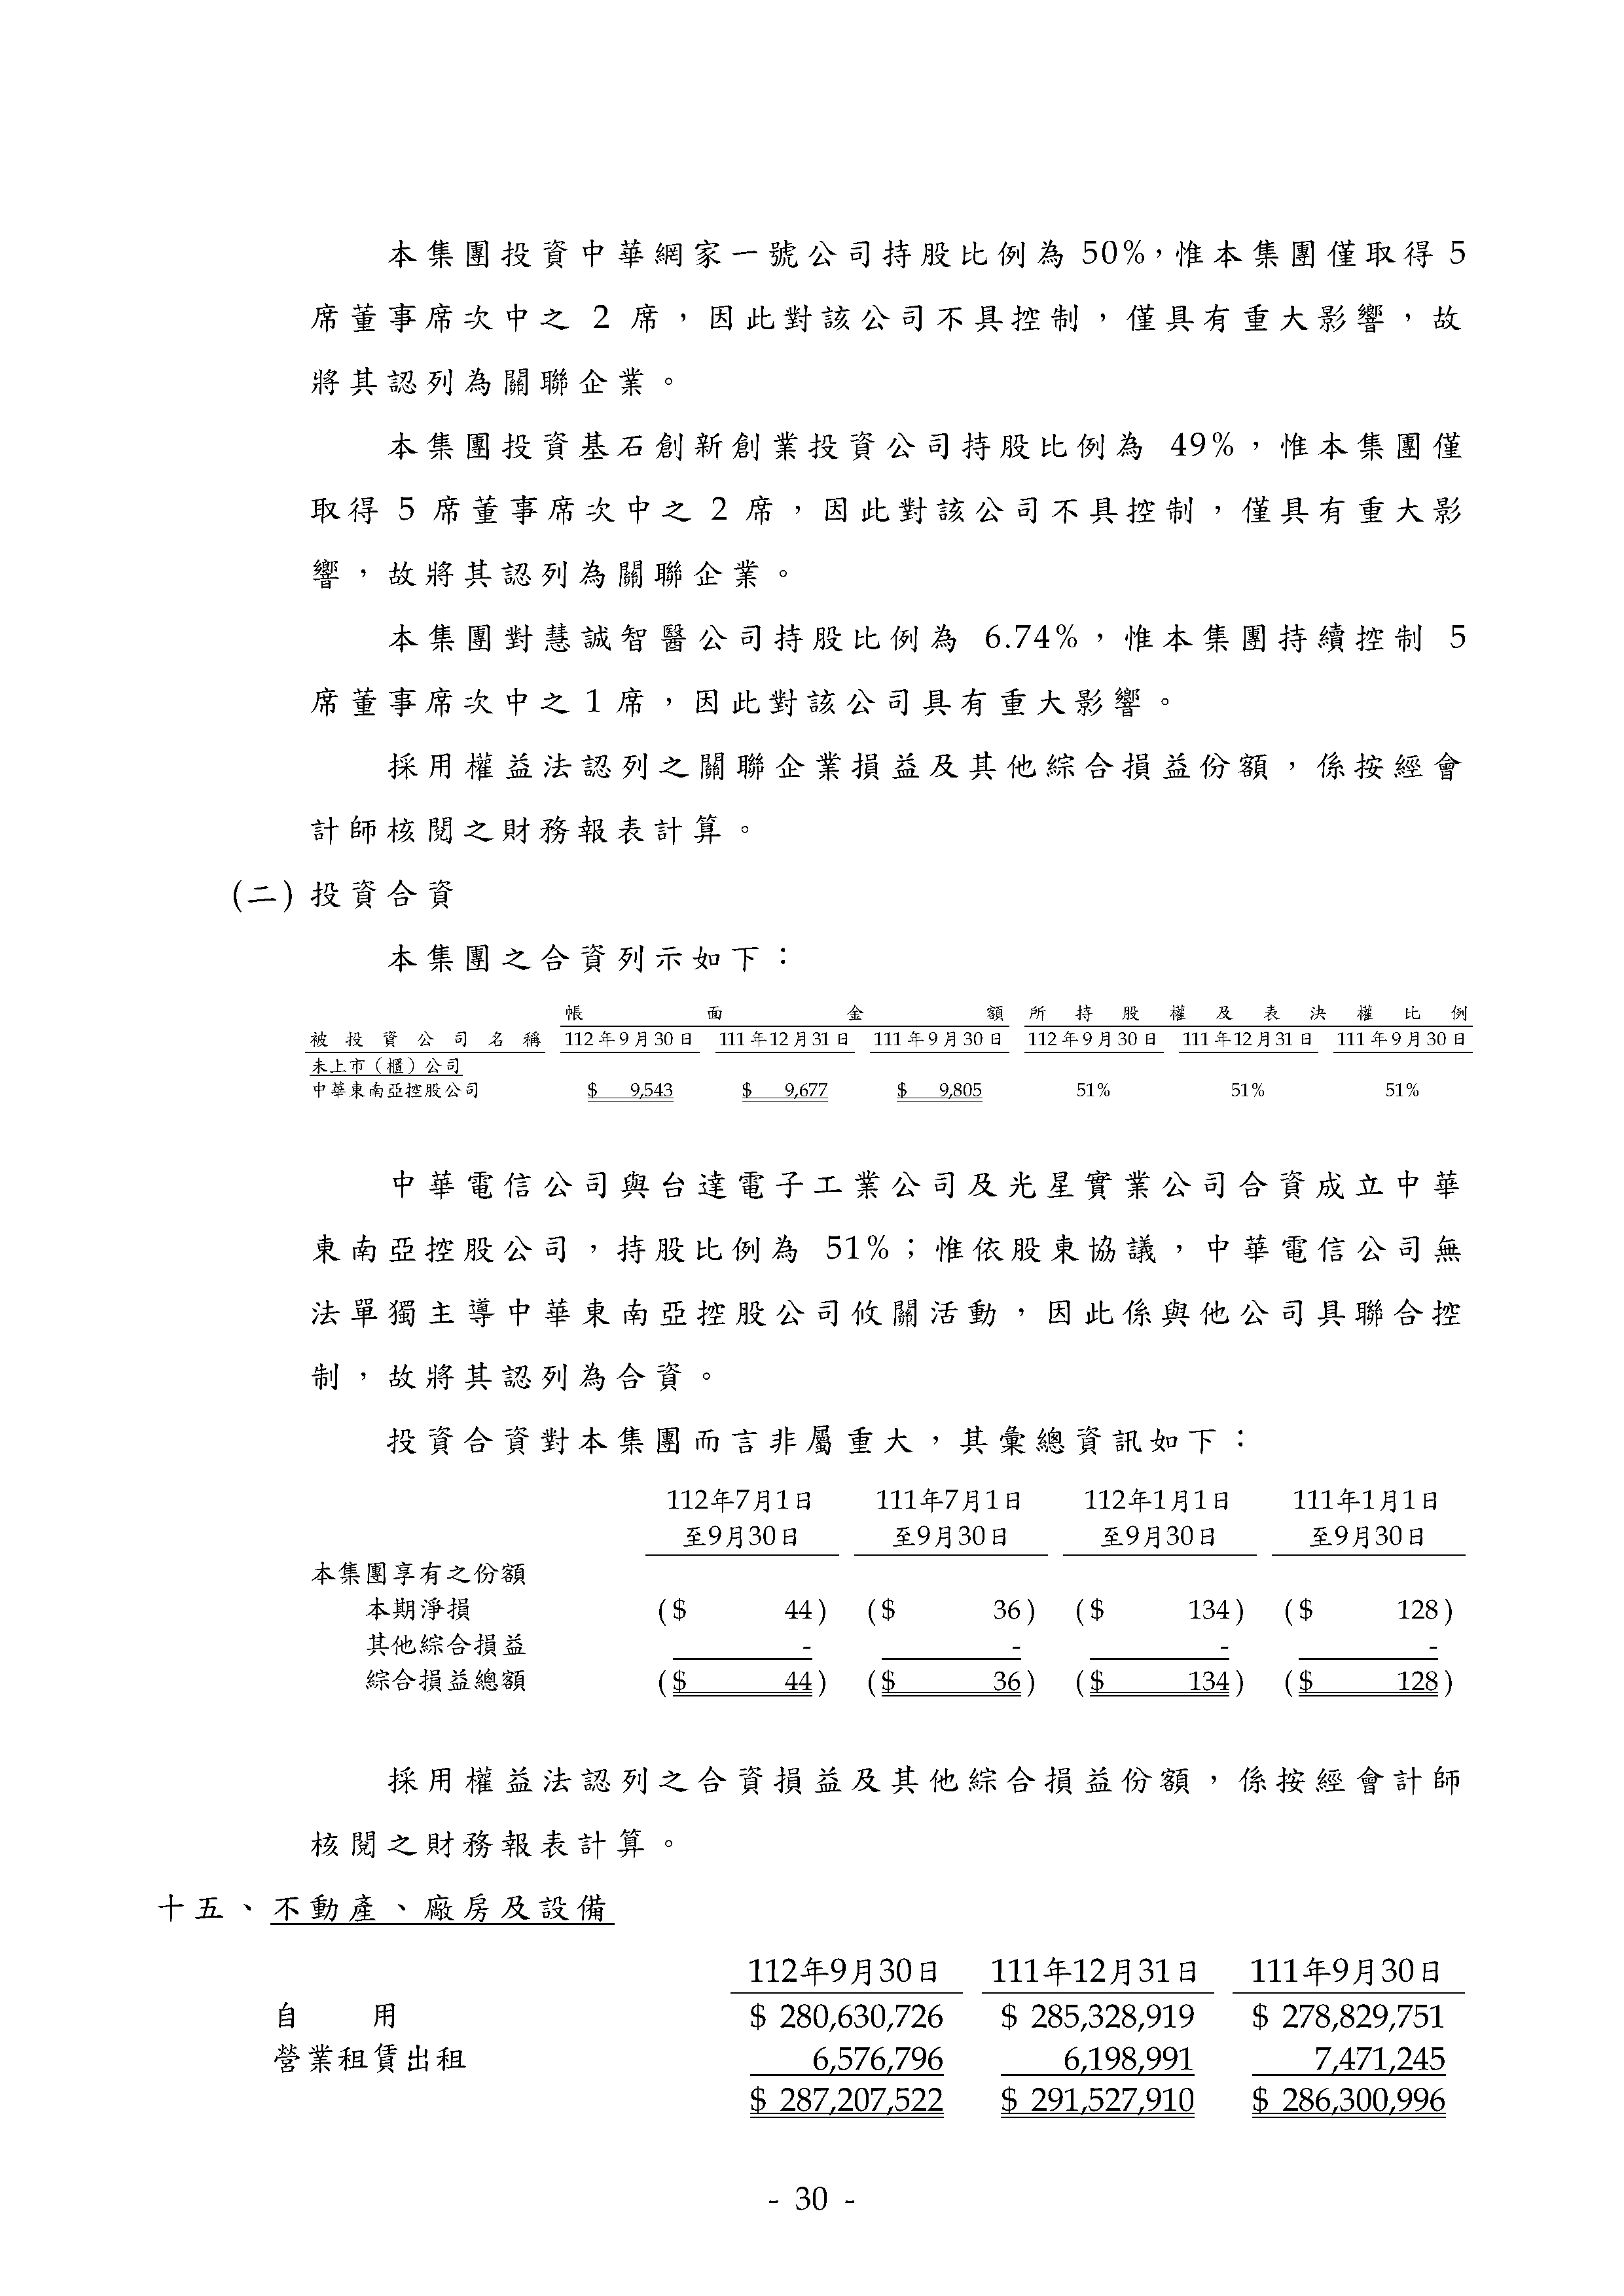 本集團投資中華網家一號公司持股比例為 50%，惟本集團僅取得 5
席董事席次中之 2 席，因此對該公司不具控制，僅具有重大影響，故
將其認列為關聯企業。
本集團投資基石創新創業投資公司持股比例為 49%，惟本集團僅
取得 5 席董事席次中之 2 席，因此對該公司不具控制，僅具有重大影
響，故將其認列為關聯企業。
本集團對慧誠智醫公司持股比例為 6.74%，惟本集團持續控制 5
席董事席次中之 1 席，因此對該公司具有重大影響。
採用權益法認列之關聯企業損益及其他綜合損益份額，係按經會
計師核閱之財務報表計算。
(二) 投資合資
本集團之合資列示如下：
帳面金額 所持股權及表決權比例
被投資公司名稱 112年9月30日 111年12月31日 111年9月30日 112年9月30日 111年12月31日 111年9月30日
未上市（櫃）公司
中華東南亞控股公司 $ 9,543 $ 9,677 $ 9,805 51% 51% 51%
中華電信公司與台達電子工業公司及光星實業公司合資成立中華
東南亞控股公司，持股比例為 51%；惟依股東協議，中華電信公司無
法單獨主導中華東南亞控股公司攸關活動，因此係與他公司具聯合控
制，故將其認列為合資。
投資合資對本集團而言非屬重大，其彙總資訊如下：
112年7月1日 111年7月1日 112年1月1日 111年1月1日
至9月30日 至9月30日 至9月30日 至9月30日
本集團享有之份額
本期淨損 ($ 44) ($ 36) ($ 134) ($ 128)
其他綜合損益 - - - -
綜合損益總額 ($ 44) ($ 36) ($ 134) ($ 128)
採用權益法認列之合資損益及其他綜合損益份額，係按經會計師
核閱之財務報表計算。
十五、不動產、廠房及設備
112年9月30日 111年12月31日 111年9月30日
自 用 $ 280,630,726 $ 285,328,919 $ 278,829,751
營業租賃出租 6,576,796 6,198,991 7,471,245
$ 287,207,522 $ 291,527,910 $ 286,300,996
- 30 -